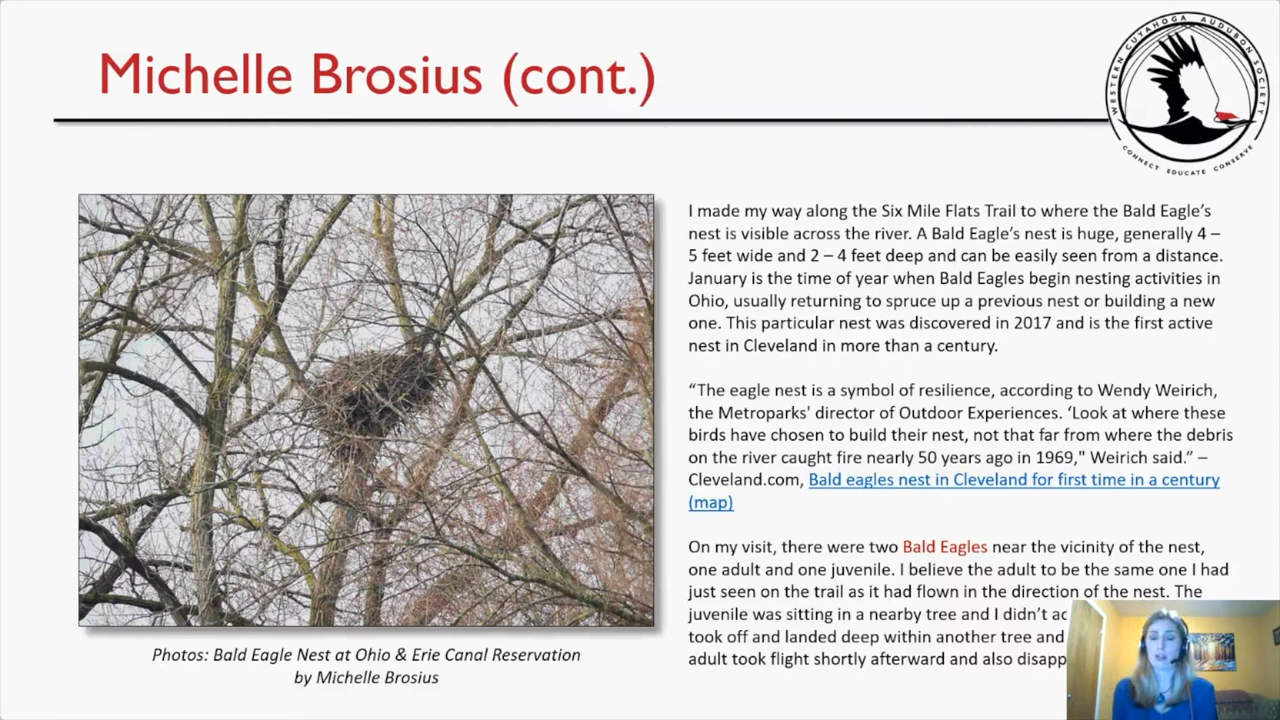 Michelle Brosius (cont.)
WESTERN CUYAHOGA AUDUBON SOCIETY
CONNECT EDUCATE CONSERVE
I made my way along the Six Mile Flats Trail to where the Bald Eagle’s
nest is visible across the river. A Bald Eagle’s nest is huge, generally 4 –
5 feet wide and 2 – 4 feet deep and can be easily seen from a distance.
January is the time of year when Bald Eagles begin nesting activities in
Ohio, usually returning to spruce up a previous nest or building a new
one. This particular nest was discovered in 2017 and is the first active
nest in Cleveland in more than a century.
“The eagle nest is a symbol of resilience, according to Wendy Weirich,
the Metroparks' director of Outdoor Experiences. ‘Look at where these
birds have chosen to build their nest, not that far from where the debris
on the river caught fire nearly 50 years ago in 1969," Weirich said.” –
Cleveland.com, Bald eagles nest in Cleveland for first time in a century
(map)
On my visit, there were two Bald Eagles near the vicinity of the nest,
one adult and one juvenile. I believe the adult to be the same one I had
just seen on the trail as it had flown in the direction of the nest. The
juvenile was sitting in a nearby tree and I didn’t
took off and landed deep within another tree and
adult took flight shortly afterward and also
Photos: Bald Eagle Nest at Ohio & Erie Canal Reservation
by Michelle Brosius